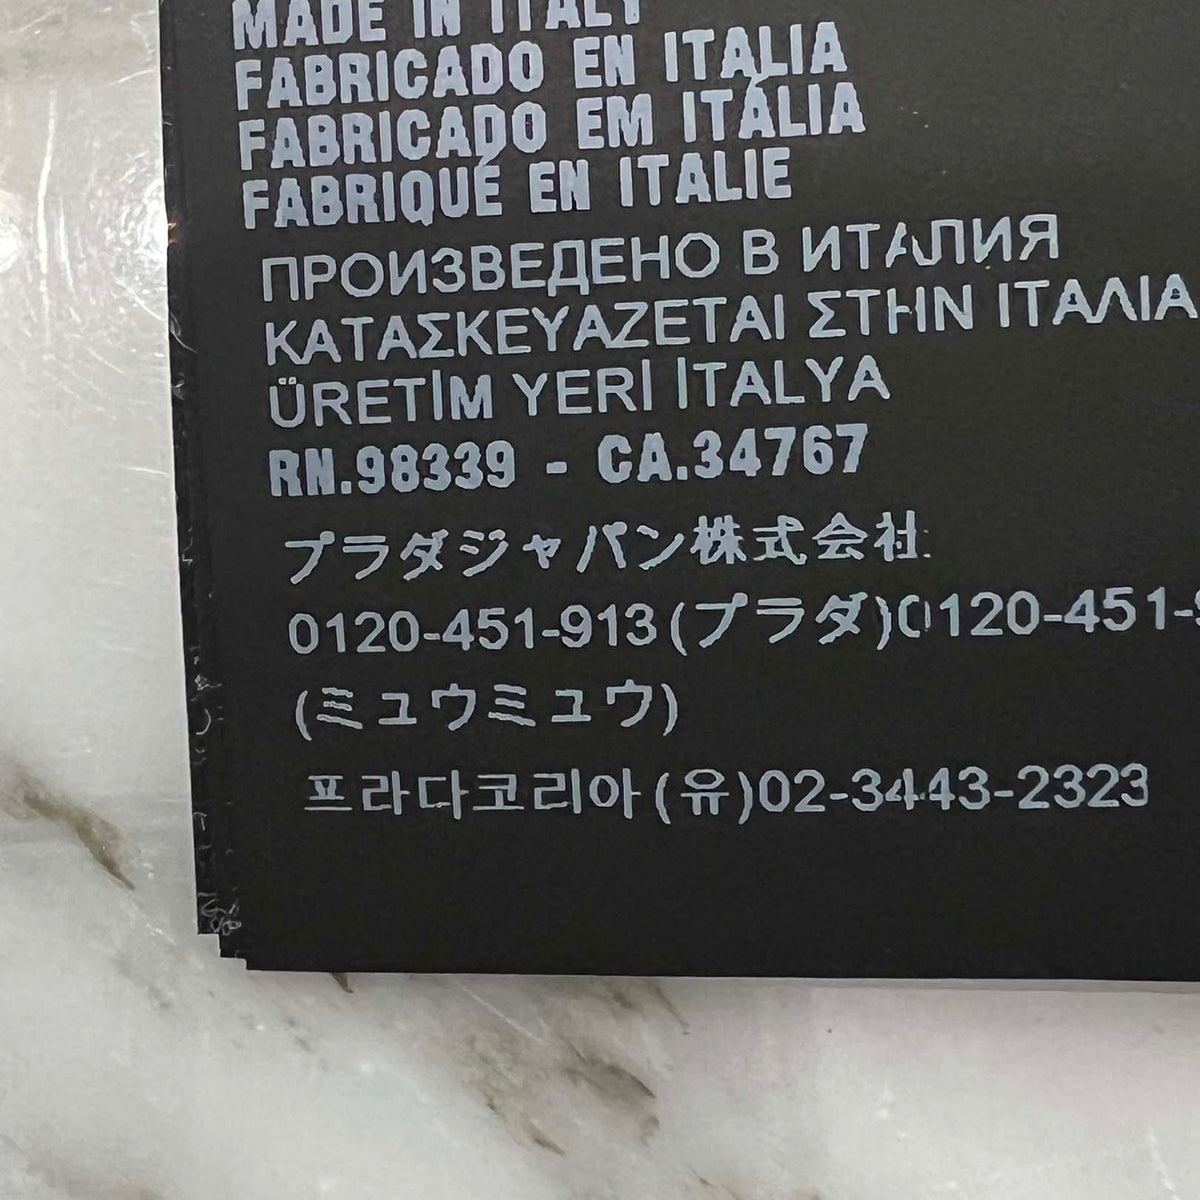 MADE IN ITALY
FABRICADO EN ITALIA
FABRICADO EM ITÁLIA
FABRIQUÉ EN ITALIE
ПРОИЗВЕДЕНО В ИТАЛИЯ
ΚΑΤΑΣΚΕΥΑΖΕΤΑΙ ΣΤΗΝ ΙΤΑΛΙΑ
ÜRETİM YERİ İTALYA
RN.98339 - CA.34767
プラダジャパン株式会社
0120-451-913(プラダ)0120-451-9
(ミュウミュウ)
프라다코리아(유)02-3443-2323